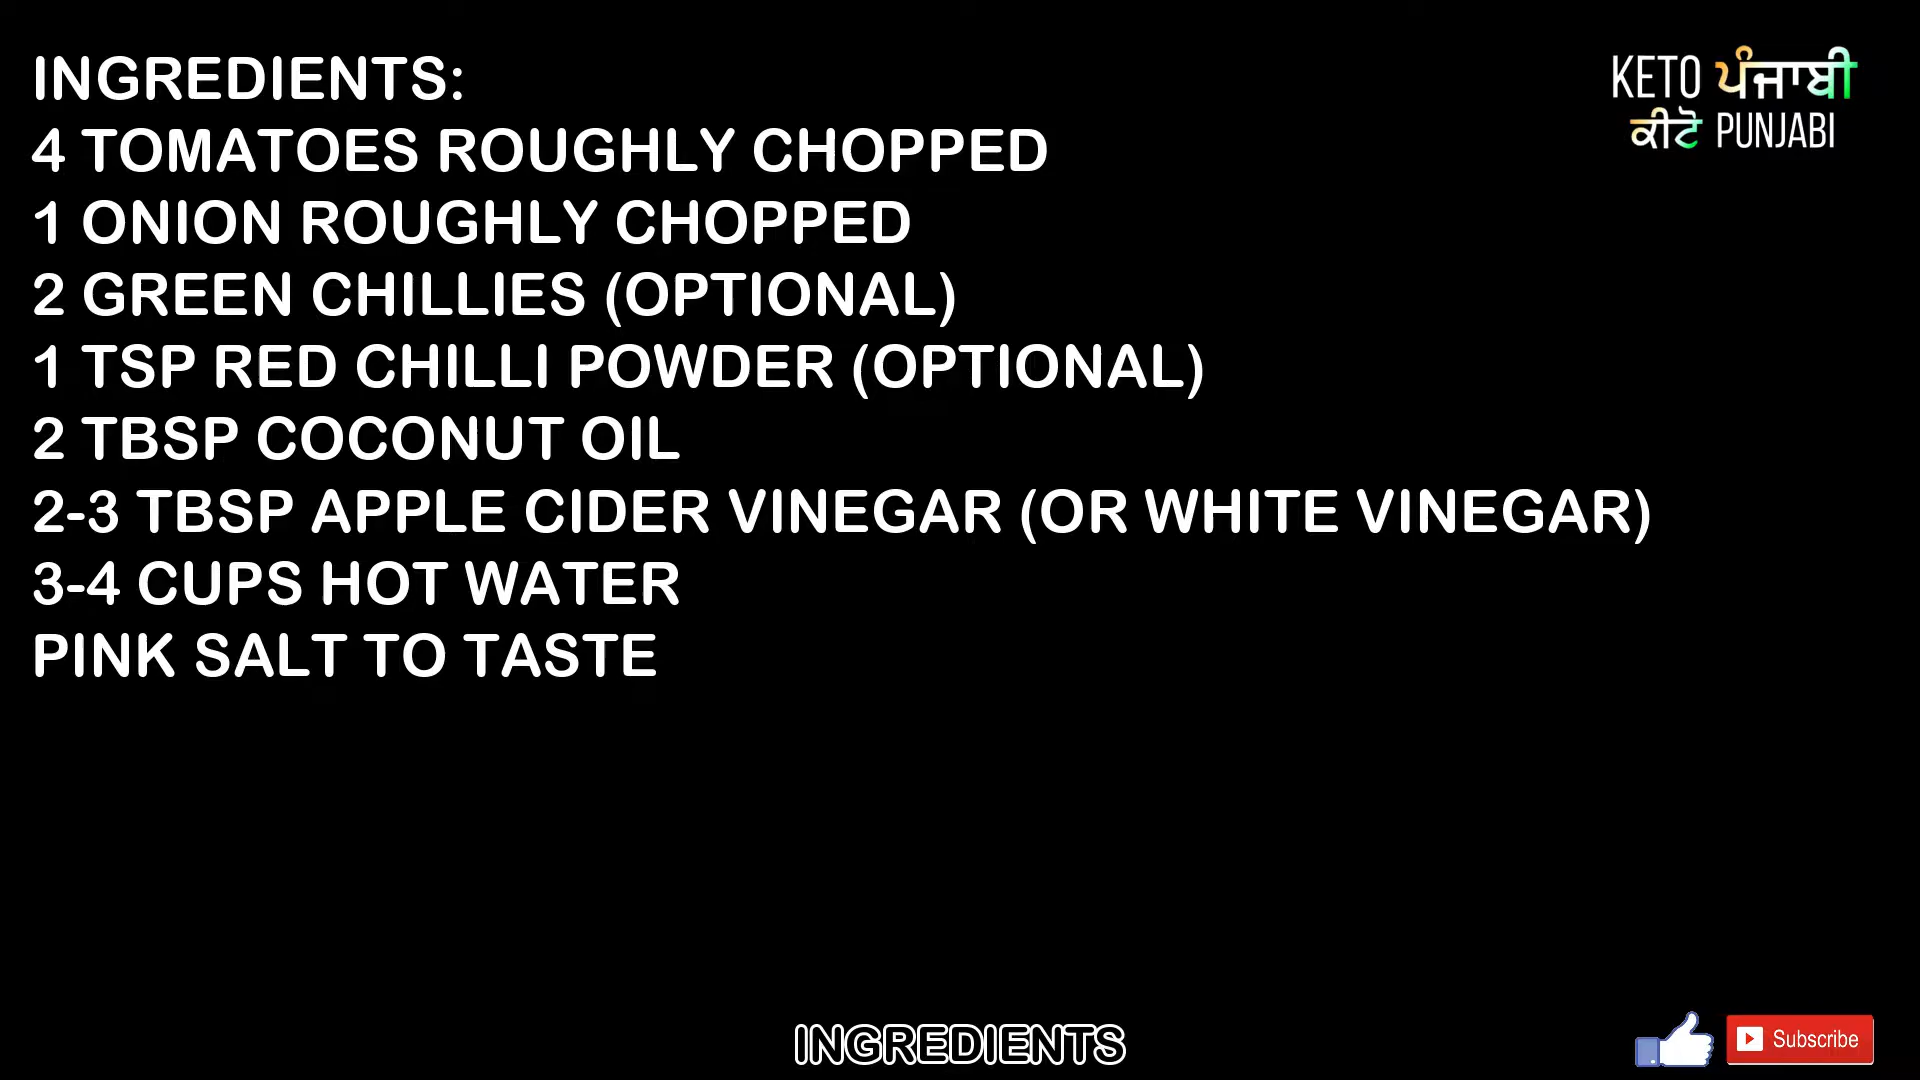 INGREDIENTS:
4 TOMATOES ROUGHLY CHOPPED
1 ONION ROUGHLY CHOPPED
2 GREEN CHILLIES (OPTIONAL)
1 TSP RED CHILLI POWDER (OPTIONAL)
2 TBSP COCONUT OIL
2-3 TBSP APPLE CIDER VINEGAR (OR WHITE VINEGAR)
3-4 CUPS HOT WATER
PINK SALT TO TASTE
KETO ਪੰਜਾਬੀ
ਕੀਟੋ PUNJABI
INGREDIENTS
Subscribe